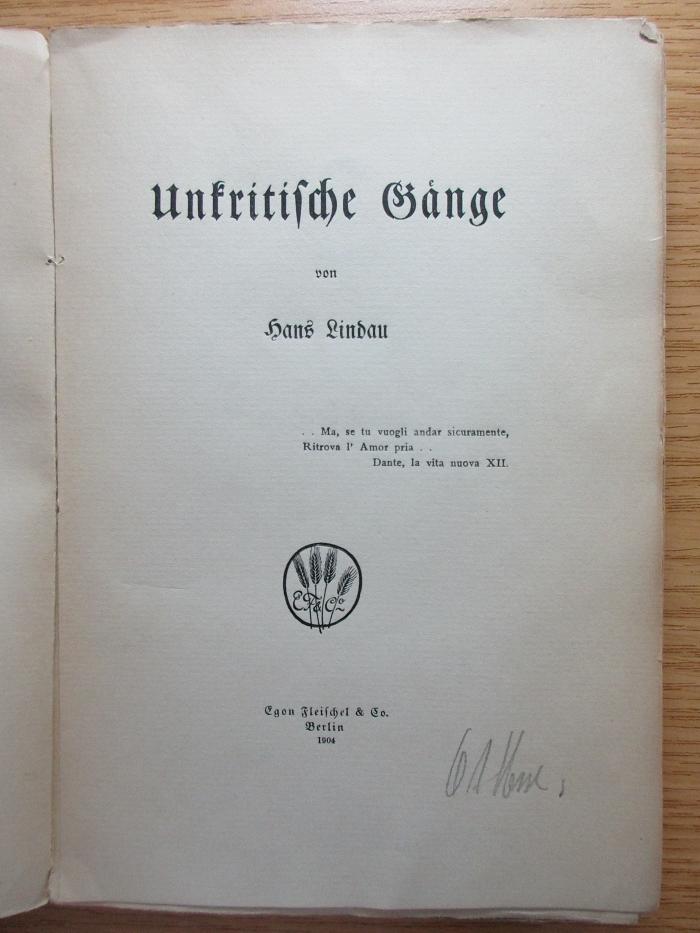 Unkritiſche Gänge
von
Hans Lindau
. . Ma, se tu vuogli andar sicuramente,
Ritrova l' Amor pria . .
Dante, la vita nuova XII.
E F & Co
Egon Fleiſchel & Co.
Berlin
1904